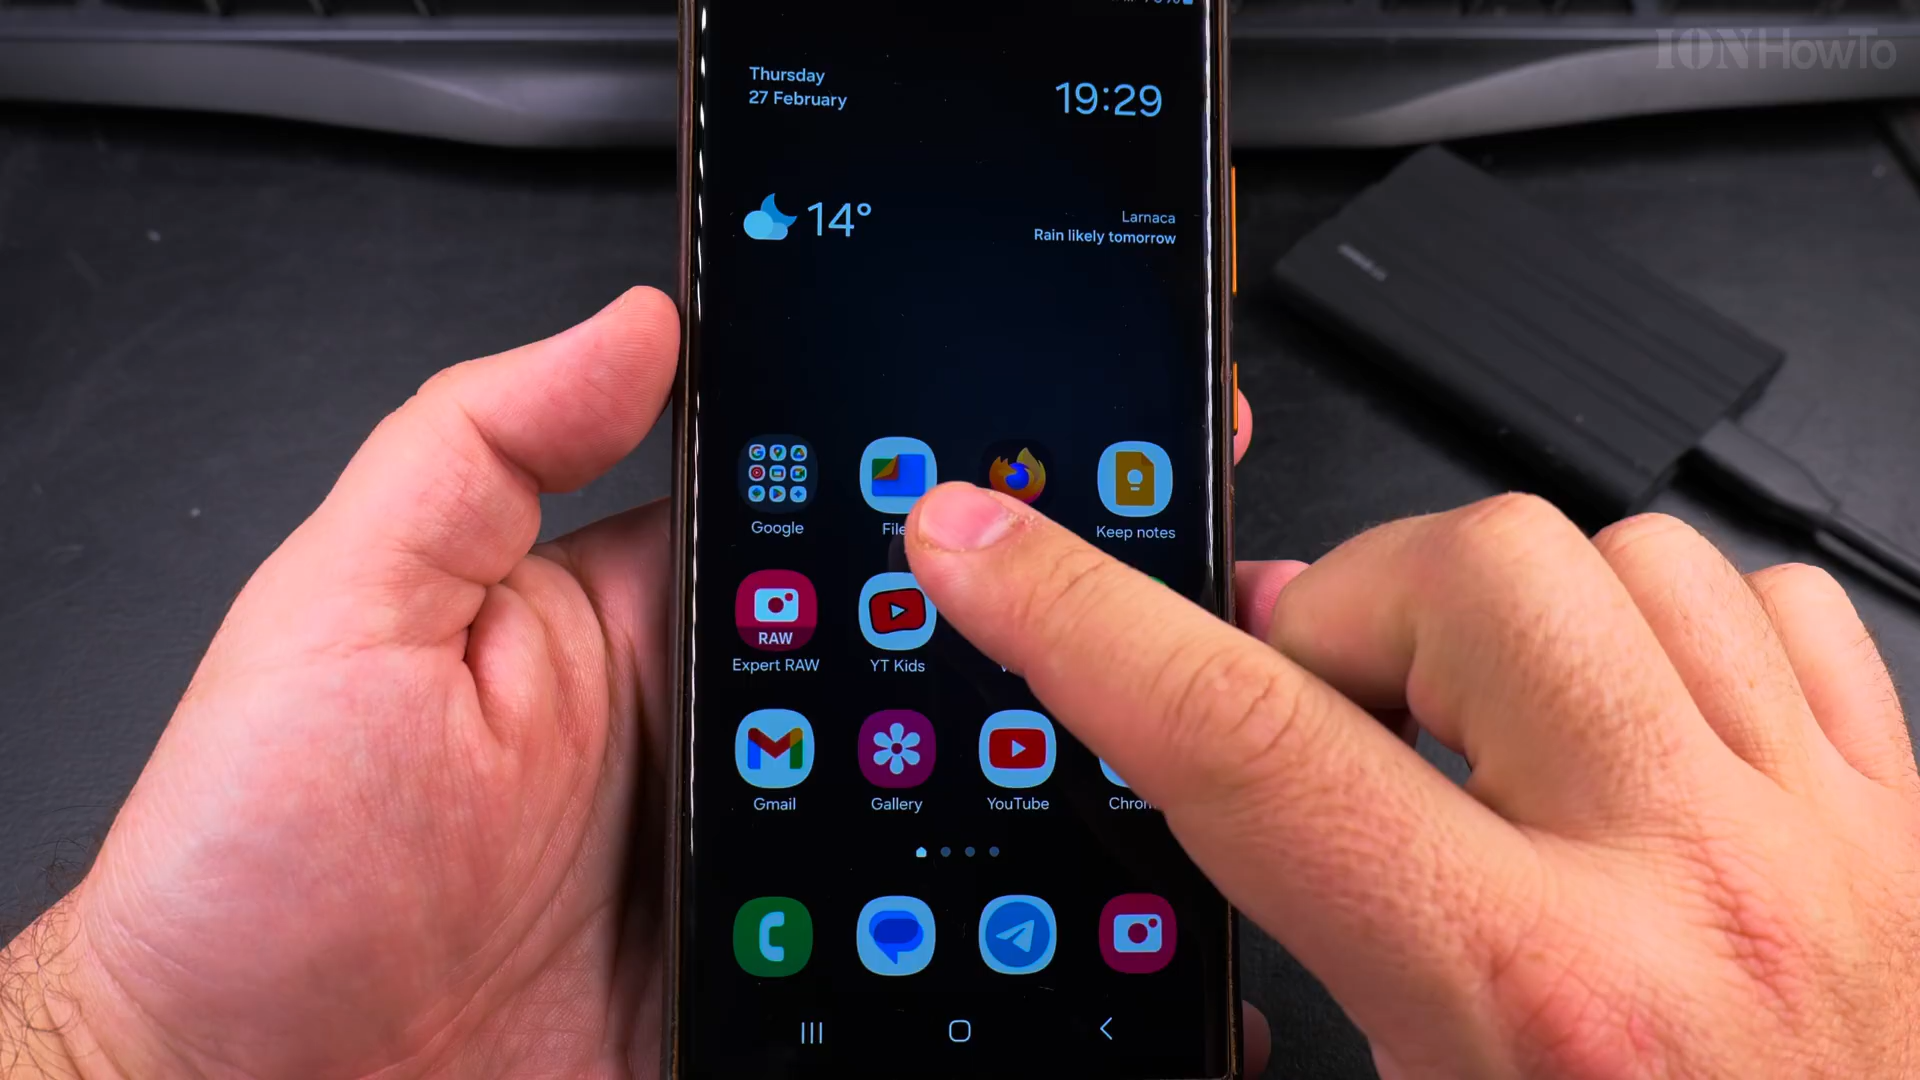 IONHowTo
Thursday
27 February
19:29
14°
Larnaca
Rain likely tomorrow
Google
Keep notes
RAW
Expert RAW
YT Kids
Gmail
Gallery
YouTube